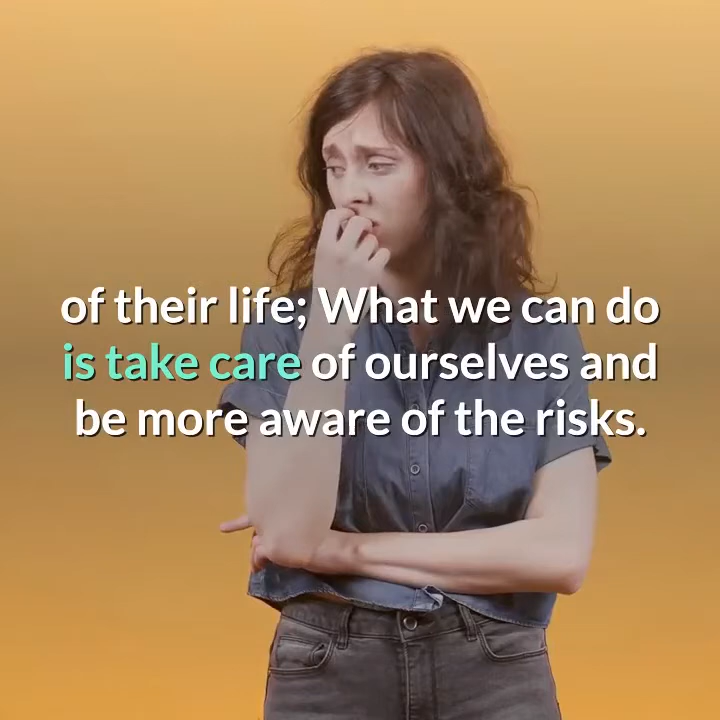 of their life; What we can do
is take care of ourselves and
be more aware of the risks.